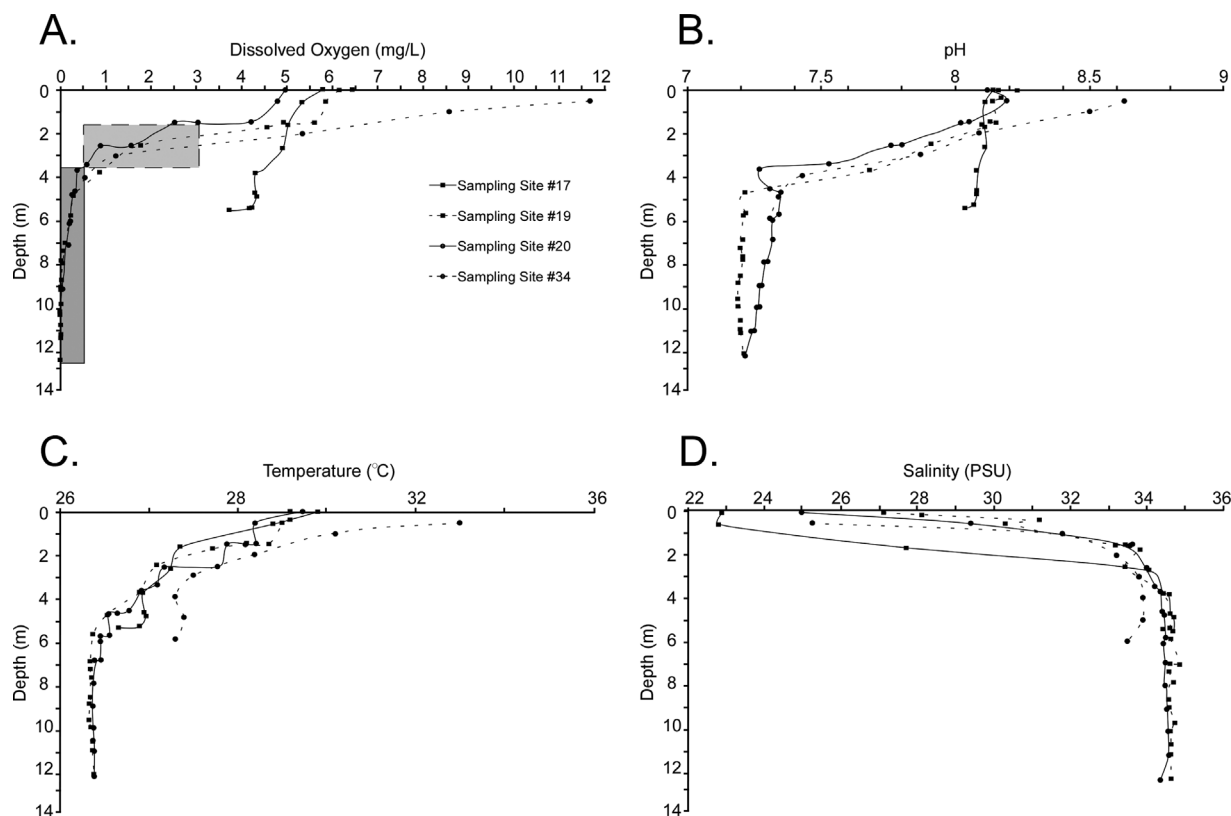 A.
Dissolved Oxygen (mg/L)
0 1 2 3 4 5 6 7 8 9 10 11 12
0
2
4
6
8
10
12
14
Depth (m)
Sampling Site #17
Sampling Site #19
Sampling Site #20
Sampling Site #34
B.
pH
7 7.5 8 8.5 9
0
2
4
6
8
10
12
14
Depth (m)
C.
Temperature (°C)
26 28 32 36
0
2
4
6
8
10
12
14
Depth (m)
D.
Salinity (PSU)
22 24 26 28 30 32 34 36
0
2
4
6
8
10
12
14
Depth (m)